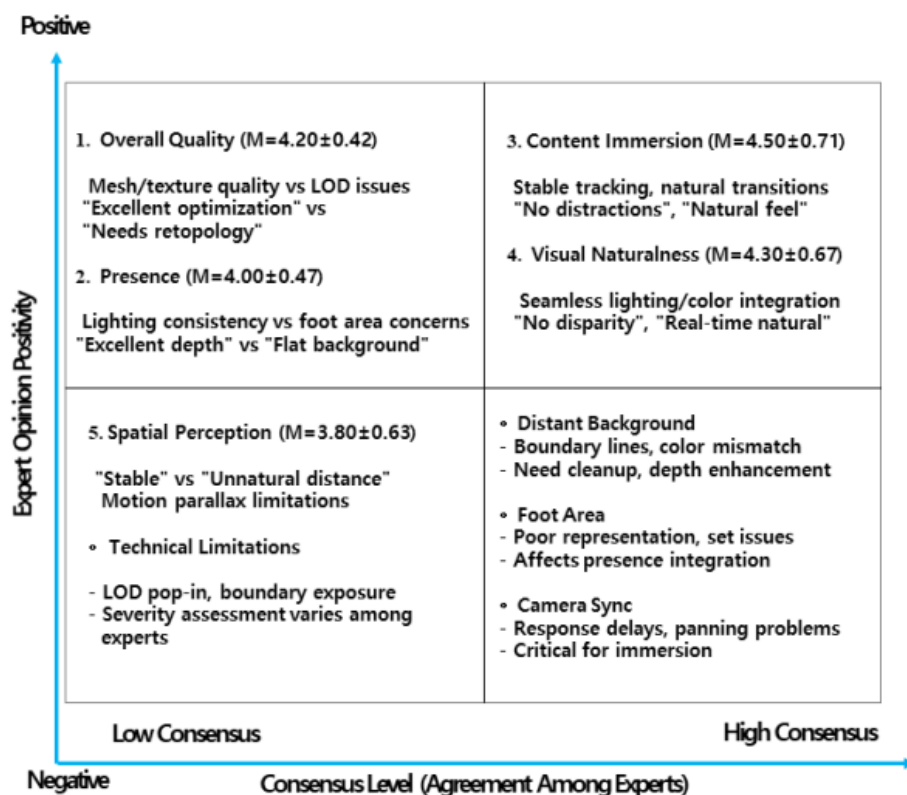 Positive
Expert Opinion Positivity
1. Overall Quality (M=4.20±0.42)
Mesh/texture quality vs LOD issues
"Excellent optimization" vs
"Needs retopology"
2. Presence (M=4.00±0.47)
Lighting consistency vs foot area concerns
"Excellent depth" vs "Flat background"
3. Content Immersion (M=4.50±0.71)
Stable tracking, natural transitions
"No distractions", "Natural feel"
4. Visual Naturalness (M=4.30±0.67)
Seamless lighting/color integration
"No disparity", "Real-time natural"
5. Spatial Perception (M=3.80±0.63)
"Stable" vs "Unnatural distance"
Motion parallax limitations
• Technical Limitations
- LOD pop-in, boundary exposure
- Severity assessment varies among
experts
• Distant Background
- Boundary lines, color mismatch
- Need cleanup, depth enhancement
• Foot Area
- Poor representation, set issues
- Affects presence integration
• Camera Sync
- Response delays, panning problems
- Critical for immersion
Low Consensus
High Consensus
Negative
Consensus Level (Agreement Among Experts)